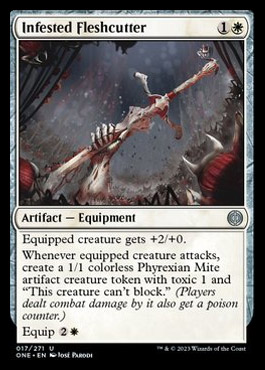 Infested Fleshcutter 1
Artifact — Equipment
Equipped creature gets +2/+0.
Whenever equipped creature attacks,
create a 1/1 colorless Phyrexian Mite
artifact creature token with toxic 1 and
"This creature can't block." (Players
dealt combat damage by it also get a poison
counter.)
Equip 2
017/271 U
ONE • EN JOSÉ PARODI
™ & © 2023 Wizards of the Coast